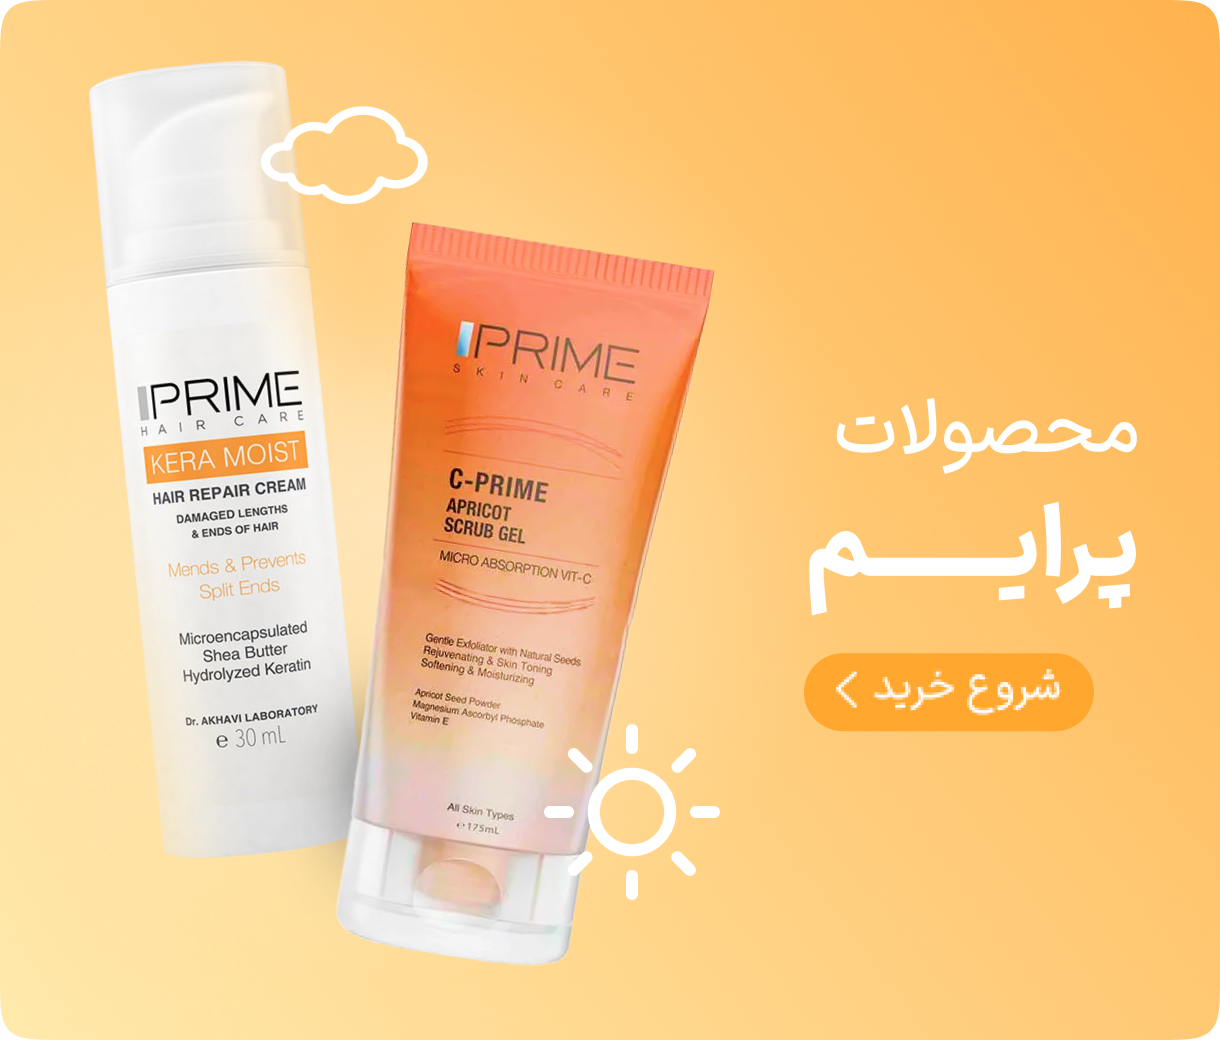 PRIME
HAIR CARE
KERA MOIST
HAIR REPAIR CREAM
DAMAGED LENGTHS
& ENDS OF HAIR
Mends & Prevents
Split Ends
Microencapsulated
Shea Butter
Hydrolyzed Keratin
Dr. AKHAVI LABORATORY
℮ 30 mL
PRIME
SKIN CARE
C-PRIME
APRICOT
SCRUB GEL
MICRO ABSORPTION VIT-C
Gentle Exfoliator with Natural Seeds
Rejuvenating & Skin Toning
Softening & Moisturizing
Apricot Seed Powder
Magnesium Ascorbyl Phosphate
Vitamin E
All Skin Types
℮175mL
محصولات
پرایـــم
شروع خرید